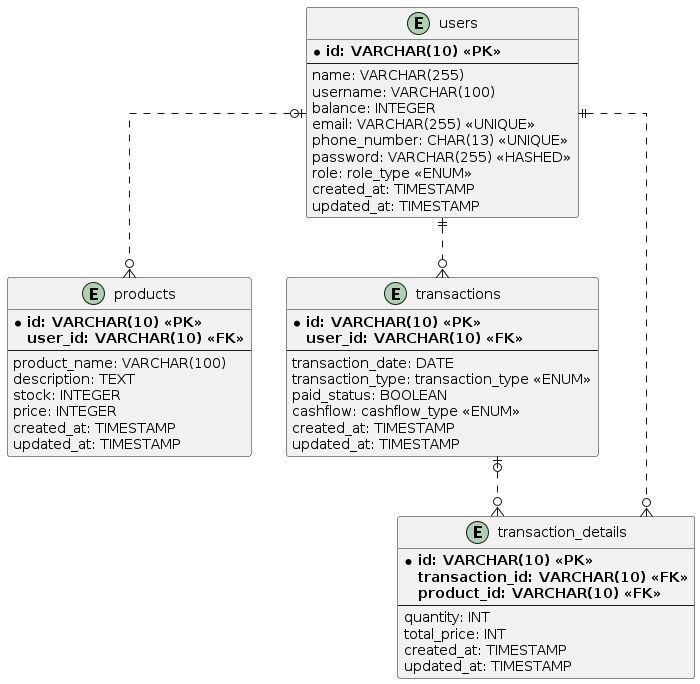 E users
id: VARCHAR(10) «PK»
name: VARCHAR(255)
username: VARCHAR(100)
balance: INTEGER
email: VARCHAR(255) «UNIQUE»
phone_number: CHAR(13) «UNIQUE»
password: VARCHAR(255) «HASHED»
role: role_type «ENUM»
created_at: TIMESTAMP
updated_at: TIMESTAMP
E products
id: VARCHAR(10) «PK»
user_id: VARCHAR(10) «FK»
product_name: VARCHAR(100)
description: TEXT
stock: INTEGER
price: INTEGER
created_at: TIMESTAMP
updated_at: TIMESTAMP
E transactions
id: VARCHAR(10) «PK»
user_id: VARCHAR(10) «FK»
transaction_date: DATE
transaction_type: transaction_type «ENUM»
paid_status: BOOLEAN
cashflow: cashflow_type «ENUM»
created_at: TIMESTAMP
updated_at: TIMESTAMP
E transaction_details
id: VARCHAR(10) «PK»
transaction_id: VARCHAR(10) «FK»
product_id: VARCHAR(10) «FK»
quantity: INT
total_price: INT
created_at: TIMESTAMP
updated_at: TIMESTAMP